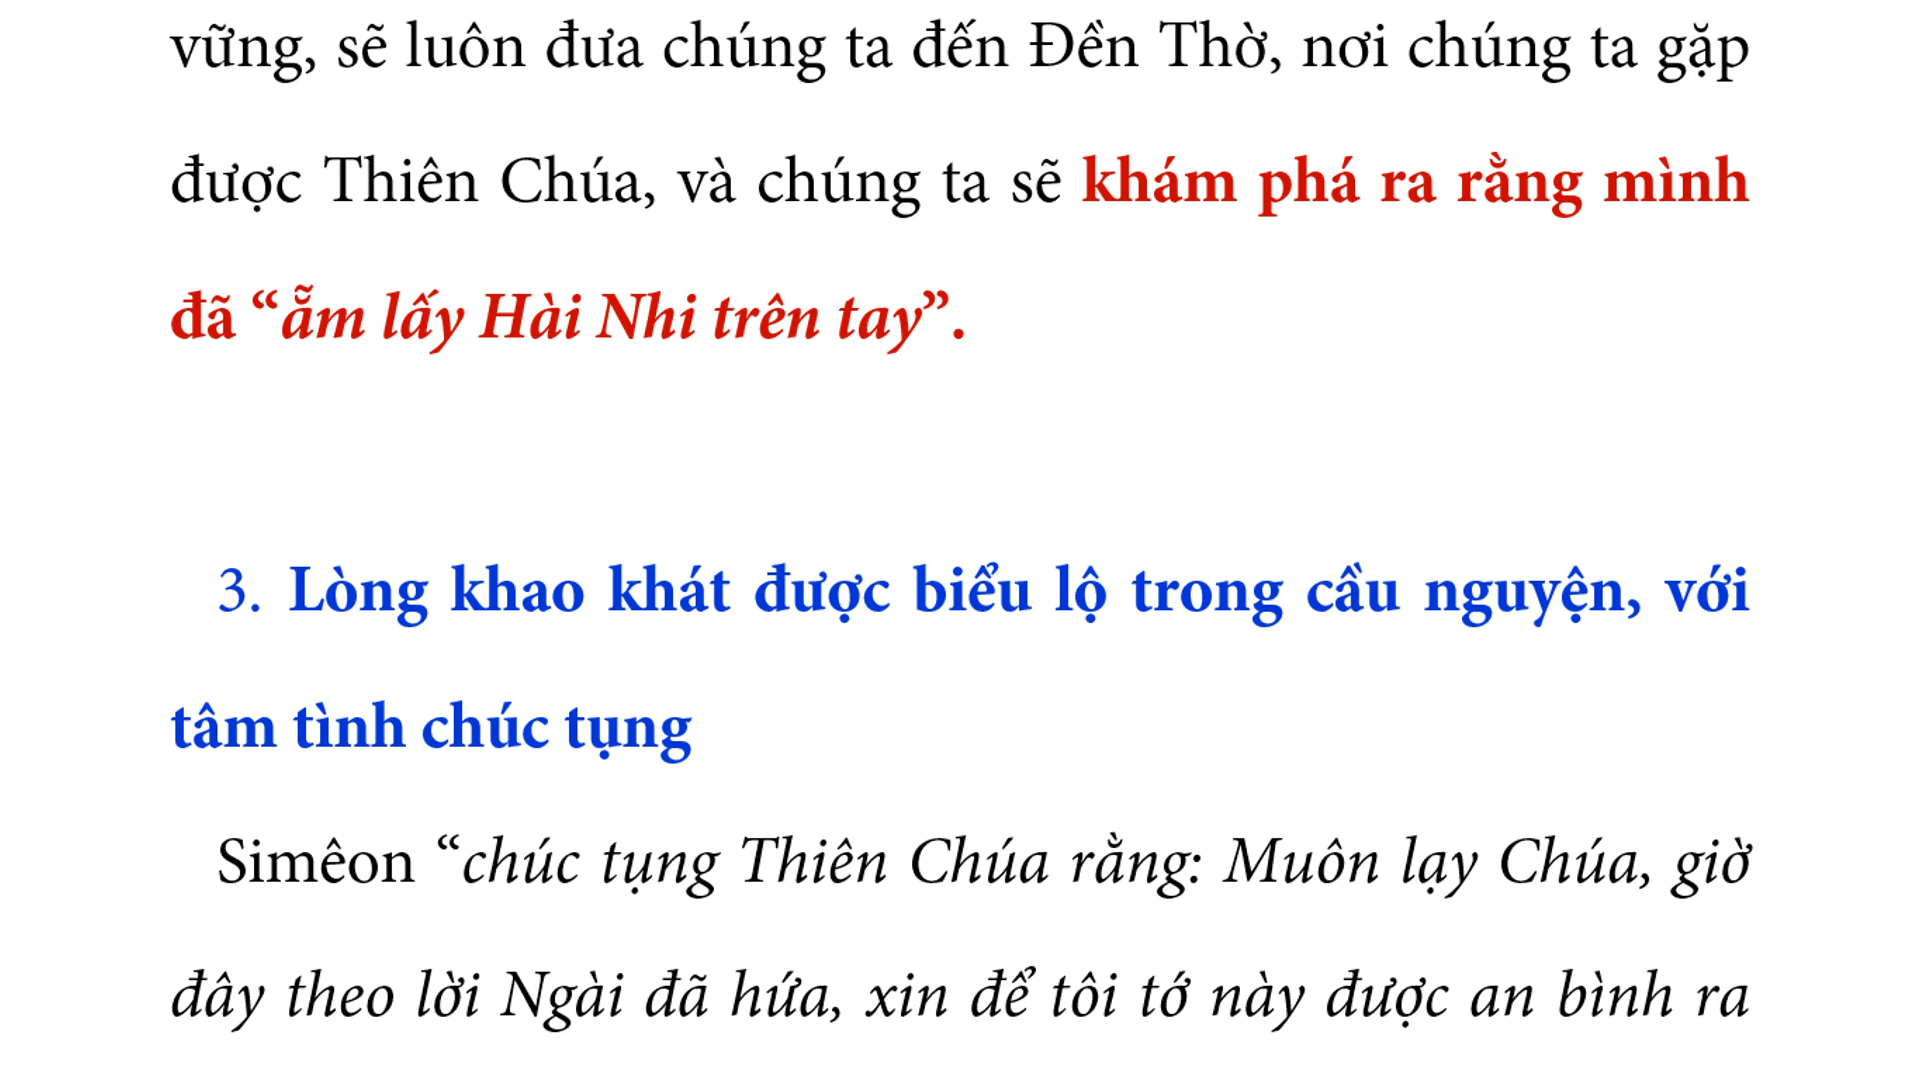 vững, sẽ luôn đưa chúng ta đến Đền Thờ, nơi chúng ta gặp
được Thiên Chúa, và chúng ta sẽ khám phá ra rằng mình
đã “ẵm lấy Hài Nhi trên tay”.
3. Lòng khao khát được biểu lộ trong cầu nguyện, với
tâm tình chúc tụng
Simêon “chúc tụng Thiên Chúa rằng: Muôn lạy Chúa, giờ
đây theo lời Ngài đã hứa, xin để tôi tớ này được an bình ra